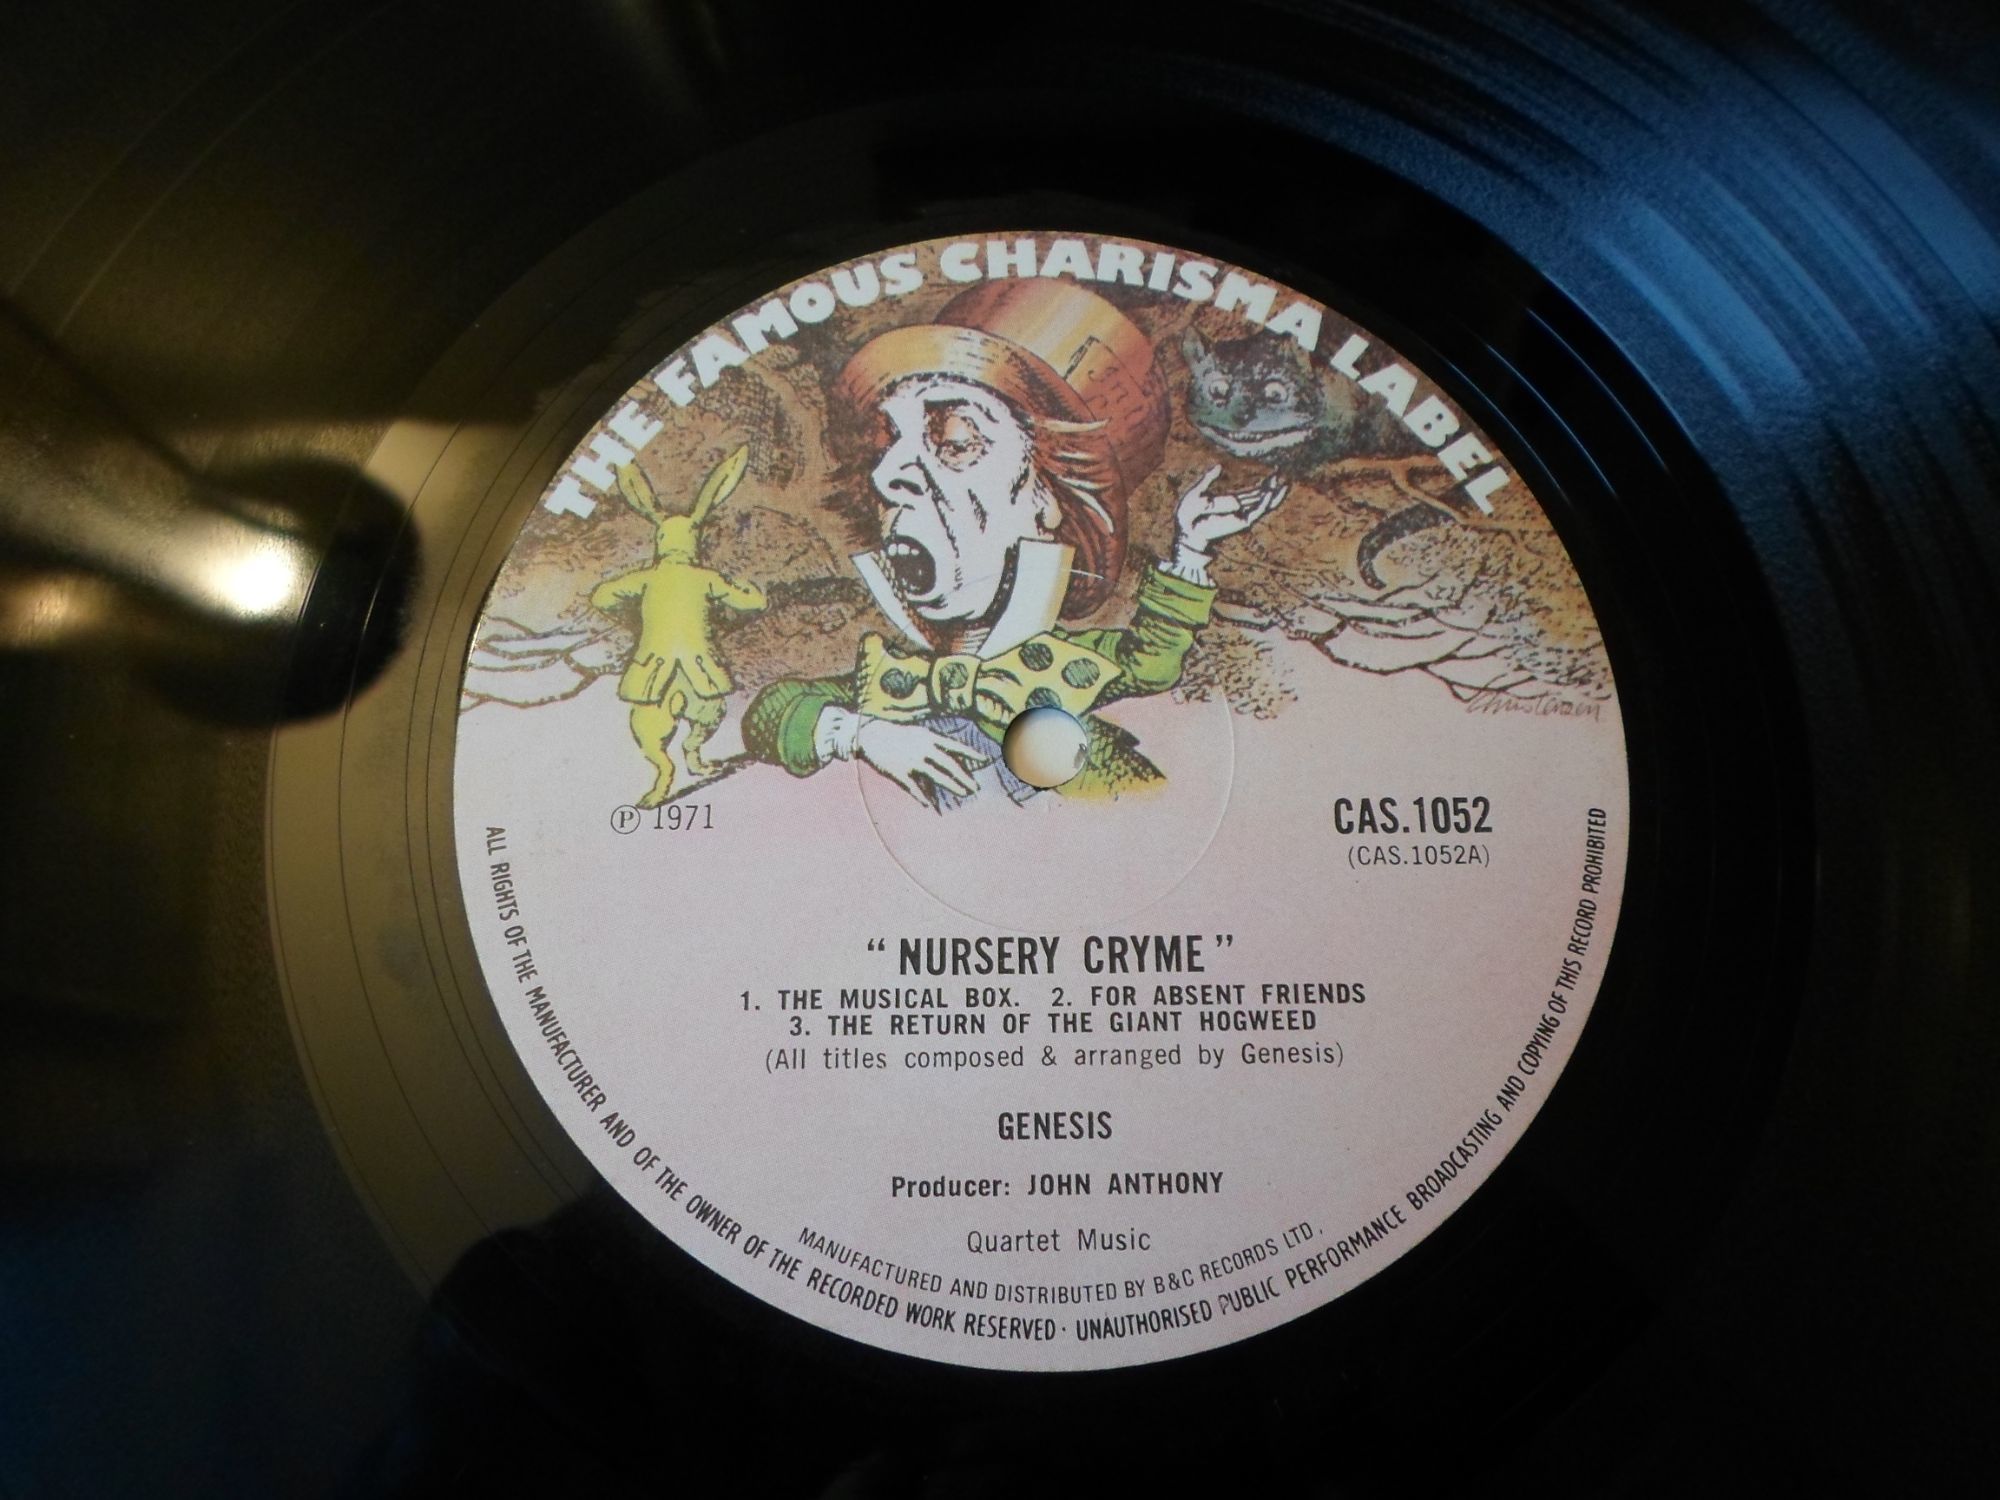 THE FAMOUS CHARISMA LABEL
Christensen
Ⓟ 1971
CAS.1052
(CAS.1052A)
“NURSERY CRYME”
1. THE MUSICAL BOX. 2. FOR ABSENT FRIENDS
3. THE RETURN OF THE GIANT HOGWEED
(All titles composed & arranged by Genesis)
GENESIS
Producer: JOHN ANTHONY
Quartet Music
MANUFACTURED AND DISTRIBUTED BY B&C RECORDS LTD.
ALL RIGHTS OF THE MANUFACTURER AND OF THE OWNER OF THE RECORDED WORK RESERVED · UNAUTHORISED PUBLIC PERFORMANCE BROADCASTING AND COPYING OF THIS RECORD PROHIBITED